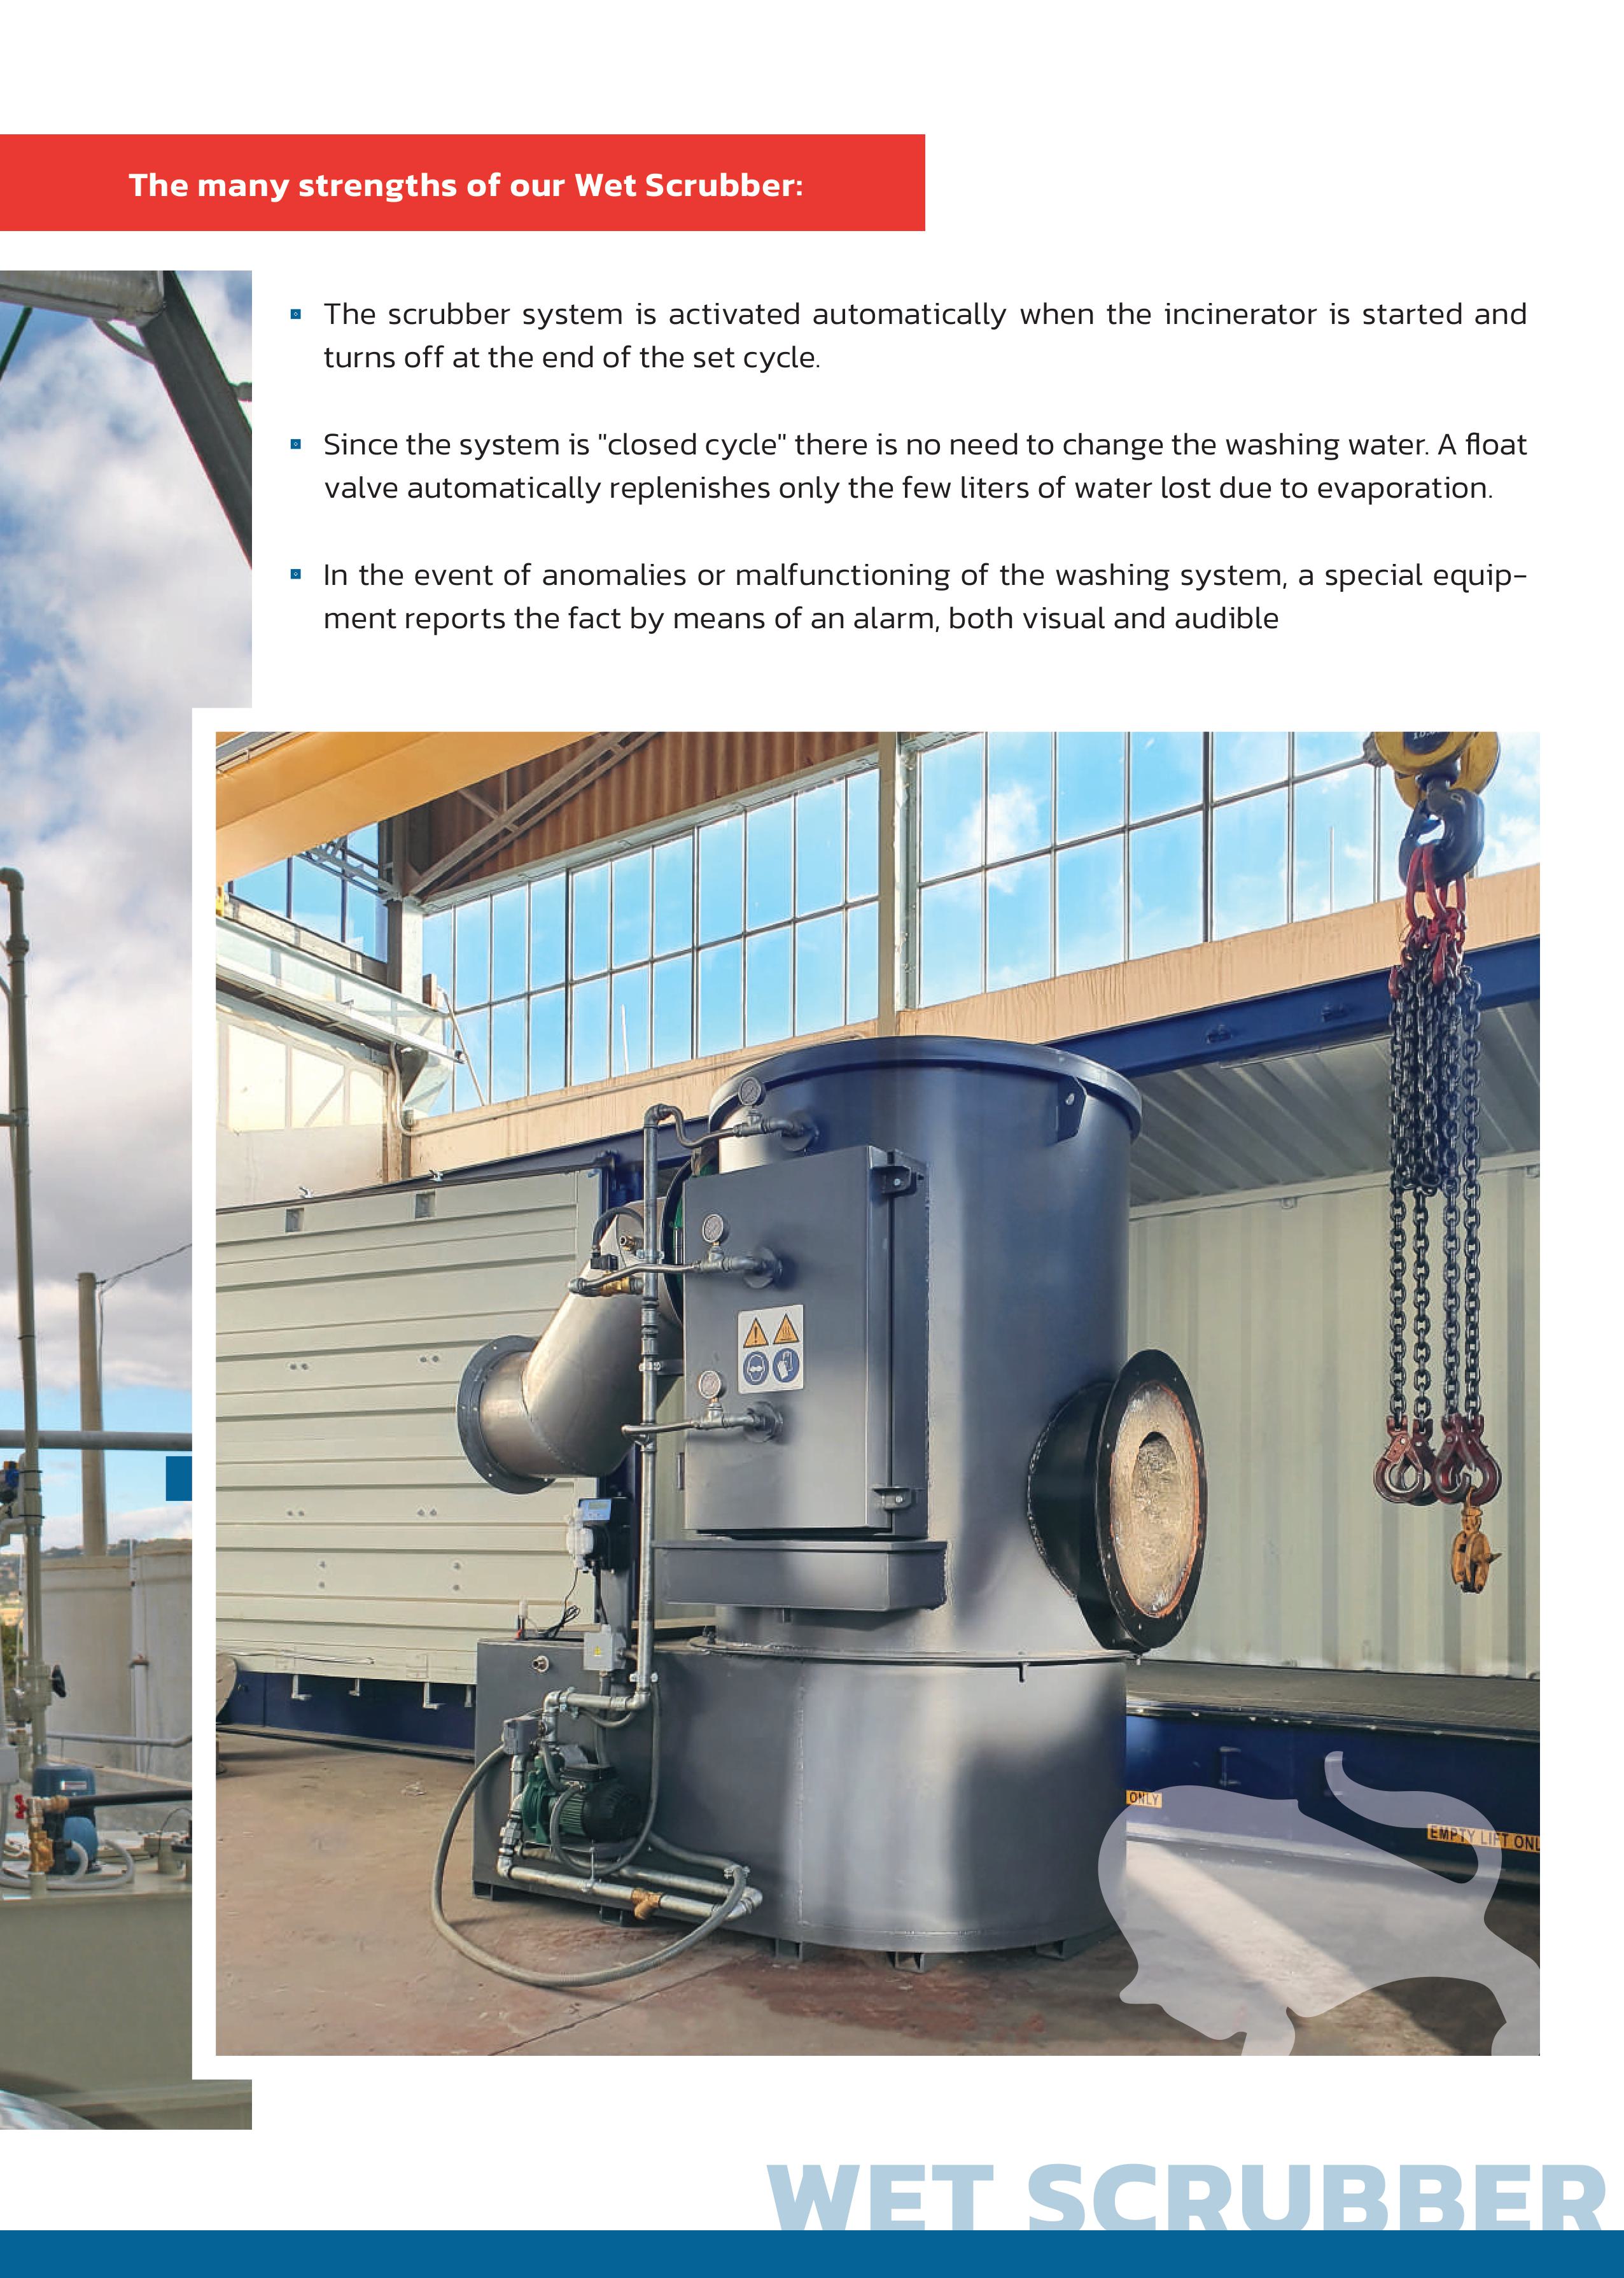 The many strengths of our Wet Scrubber:
The scrubber system is activated automatically when the incinerator is started and
turns off at the end of the set cycle.
Since the system is "closed cycle" there is no need to change the washing water. A float
valve automatically replenishes only the few liters of water lost due to evaporation.
In the event of anomalies or malfunctioning of the washing system, a special equip-
ment reports the fact by means of an alarm, both visual and audible
ONLY
EMPTY LIFT ONL
WET SCRUBBER